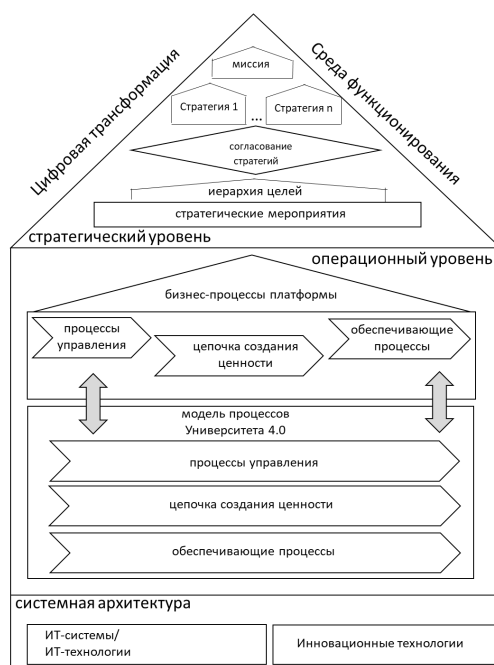 Цифровая трансформация
Среда функционирования
миссия
Стратегия 1
Стратегия n
...
согласование
стратегий
иерархия целей
стратегические мероприятия
стратегический уровень
операционный уровень
бизнес-процессы платформы
процессы
управления
цепочка создания
ценности
обеспечивающие
процессы
модель процессов
Университета 4.0
процессы управления
цепочка создания ценности
обеспечивающие процессы
системная архитектура
ИТ-системы/
ИТ-технологии
Инновационные технологии